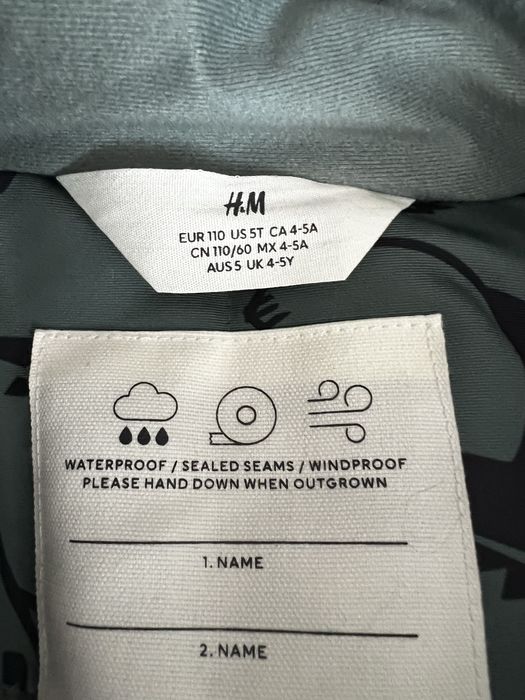 H&M
EUR 110 US 5T CA 4-5A
CN 110/60 MX 4-5A
AUS 5 UK 4-5Y
WATERPROOF / SEALED SEAMS / WINDPROOF
PLEASE HAND DOWN WHEN OUTGROWN
1. NAME
2. NAME